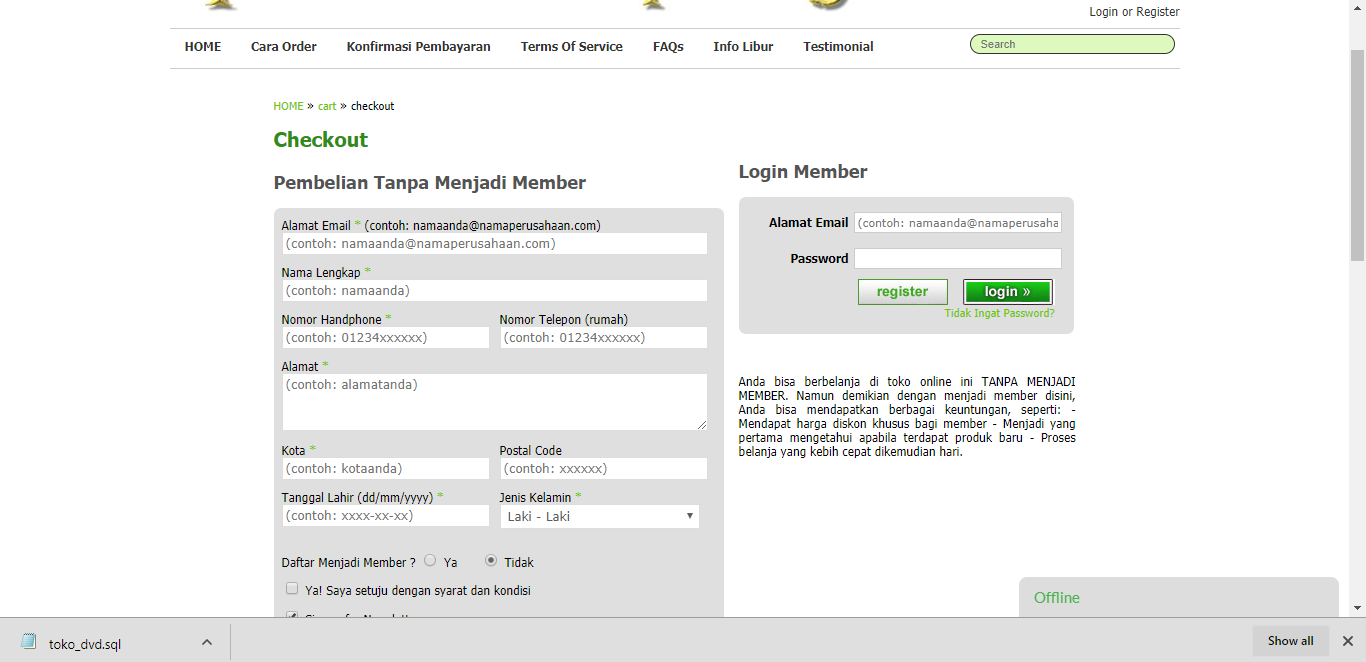 Login or Register
HOME Cara Order Konfirmasi Pembayaran Terms Of Service FAQs Info Libur Testimonial Search
HOME » cart » checkout
Checkout
Pembelian Tanpa Menjadi Member
Alamat Email * (contoh: namaanda@namaperusahaan.com)
(contoh: namaanda@namaperusahaan.com)
Nama Lengkap *
(contoh: namaanda)
Nomor Handphone * Nomor Telepon (rumah)
(contoh: 01234xxxxxx) (contoh: 01234xxxxxx)
Alamat *
(contoh: alamatanda)
Kota * Postal Code
(contoh: kotaanda) (contoh: xxxxxx)
Tanggal Lahir (dd/mm/yyyy) * Jenis Kelamin *
(contoh: xxxx-xx-xx) Laki - Laki
Daftar Menjadi Member ? Ya Tidak
Ya! Saya setuju dengan syarat dan kondisi
Login Member
Alamat Email (contoh: namaanda@namaperusaha
Password
register login »
Tidak Ingat Password?
Anda bisa berbelanja di toko online ini TANPA MENJADI
MEMBER. Namun demikian dengan menjadi member disini,
Anda bisa mendapatkan berbagai keuntungan, seperti: -
Mendapat harga diskon khusus bagi member - Menjadi yang
pertama mengetahui apabila terdapat produk baru - Proses
belanja yang kebih cepat dikemudian hari.
Offline
toko_dvd.sql Show all